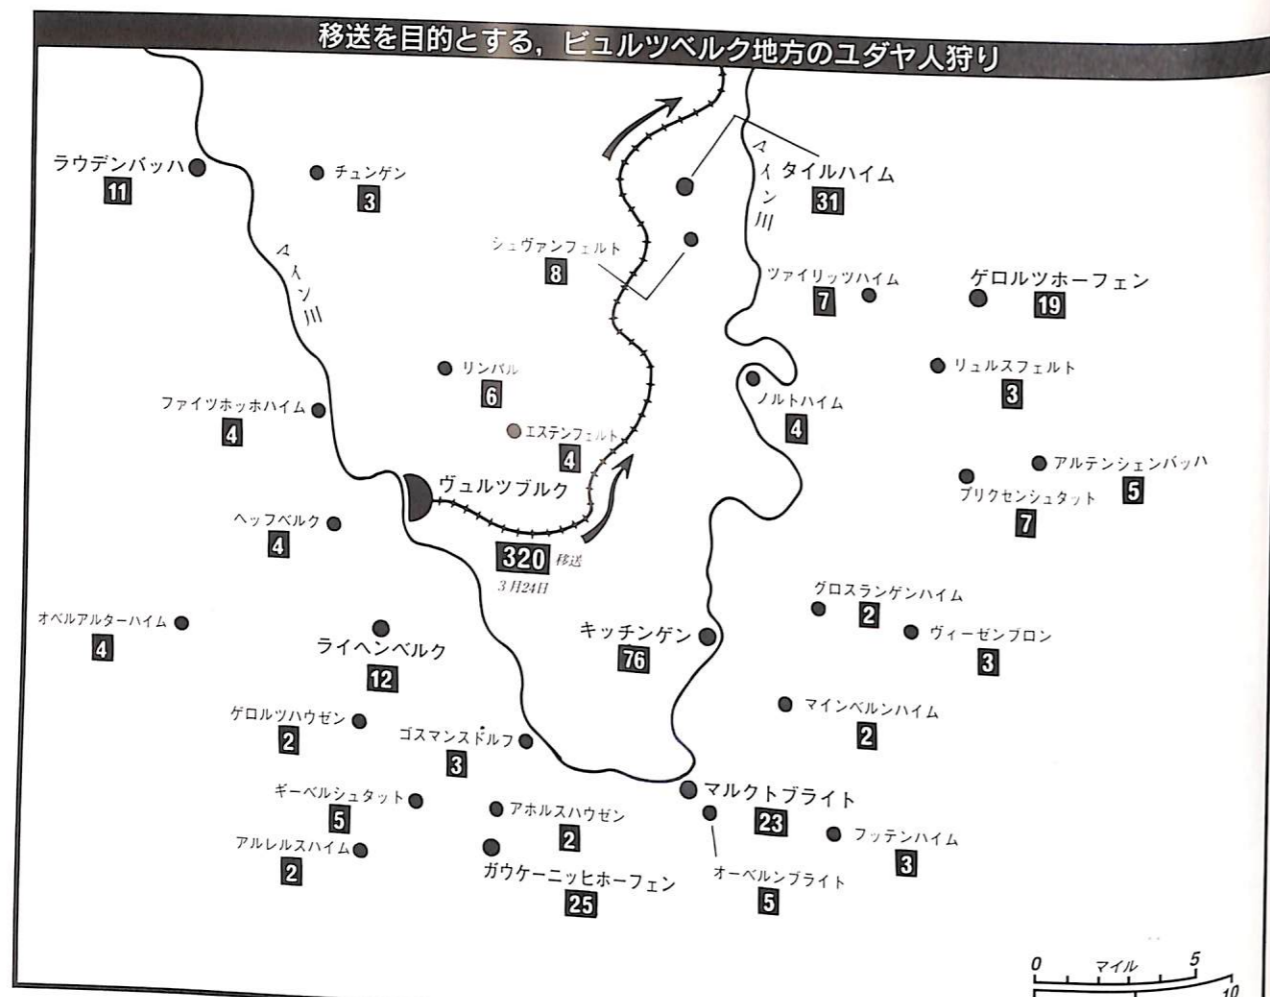 移送を目的とする，ビュルツベルク地方のユダヤ人狩り
ラウデンバッハ
11
チュンゲン
3
マイン川
シュヴァンフェルト
8
マイン川
タイルハイム
31
ツァイリッツハイム
7
ゲロルツホーフェン
19
リンパル
6
リュルスフェルト
3
ファイツホッホハイム
4
ノルトハイム
4
エステンフェルト
4
アルテンシェンバッハ
5
プリクセンシュタット
7
ヴュルツブルク
320 移送
3月24日
ヘッフベルク
4
オベルアルターハイム
4
ライヘンベルク
12
キッチンゲン
76
グロスランゲンハイム
2
ヴィーゼンブロン
3
ゲロルツハウゼン
2
ゴスマンスドルフ
3
マインベルンハイム
2
ギーベルシュタット
5
アホルスハウゼン
2
マルクトブライト
23
フッテンハイム
3
アルレルスハイム
2
ガウケーニッヒホーフェン
25
オーベルンブライト
5
0 マイル 5
10